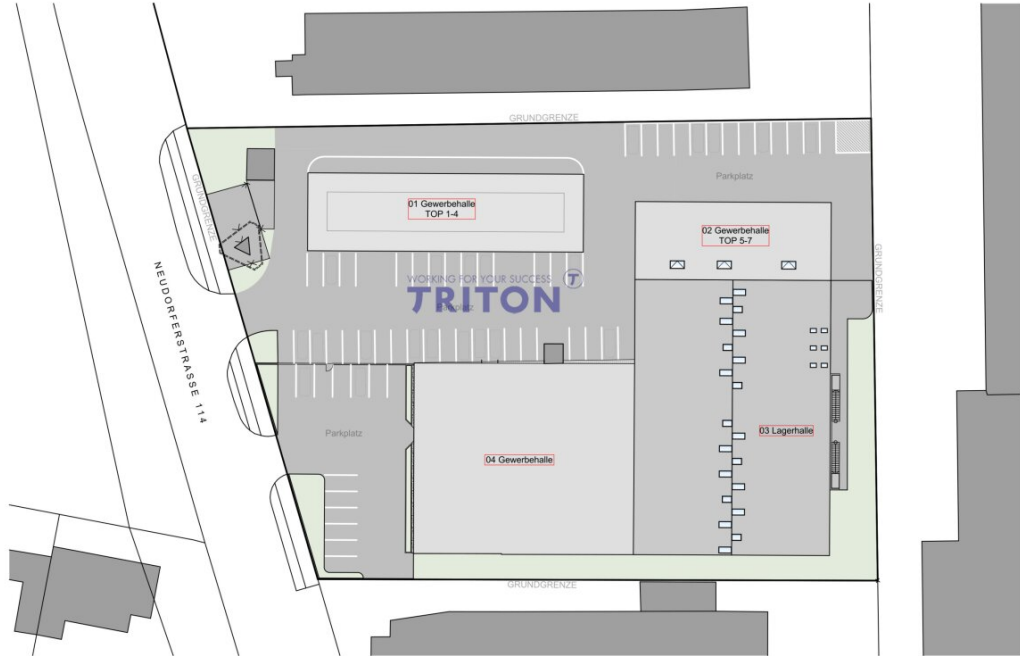 GRUNDGRENZE
Parkplatz
GRUNDGRENZE
01 Gewerbehalle
TOP 1-4
02 Gewerbehalle
TOP 5-7
GRUNDGRENZE
WORKING FOR YOUR SUCCESS
T
TRITON
Parkplatz
NEUDORFERSTRASSE 114
Parkplatz
03 Lagerhalle
04 Gewerbehalle
GRUNDGRENZE